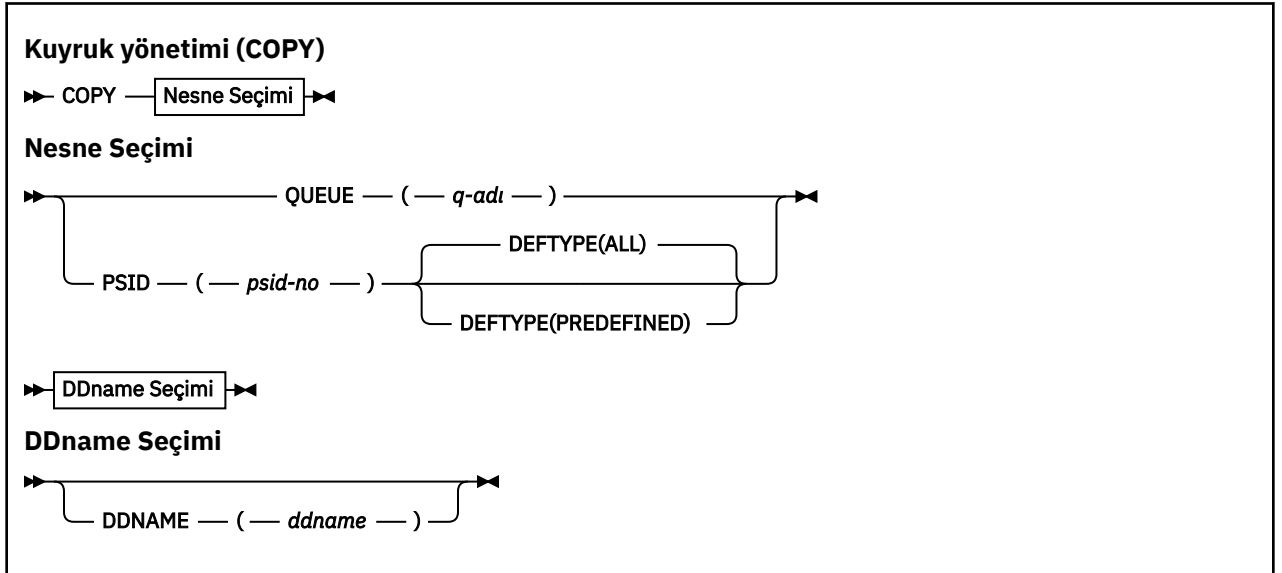 Kuyruk yönetimi (COPY)
COPY Nesne Seçimi
Nesne Seçimi
QUEUE ( q-adı )
DEFTYPE(ALL)
PSID ( psid-no )
DEFTYPE(PREDEFINED)
DDname Seçimi
DDname Seçimi
DDNAME ( ddname )